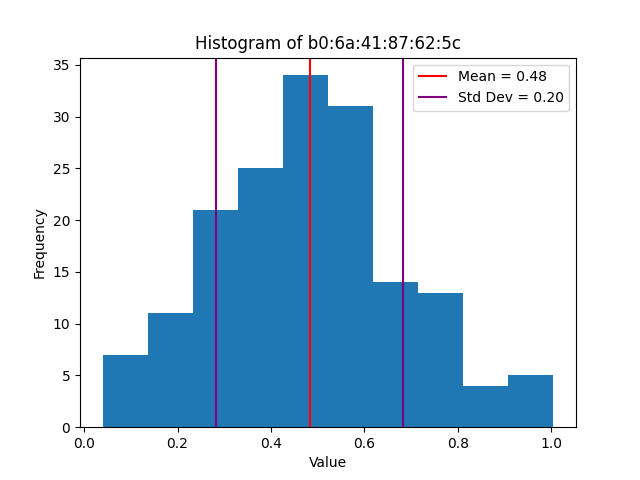 Histogram of b0:6a:41:87:62:5c
Mean = 0.48
Std Dev = 0.20
Frequency
35
30
25
20
15
10
5
0
0.0 0.2 0.4 0.6 0.8 1.0
Value